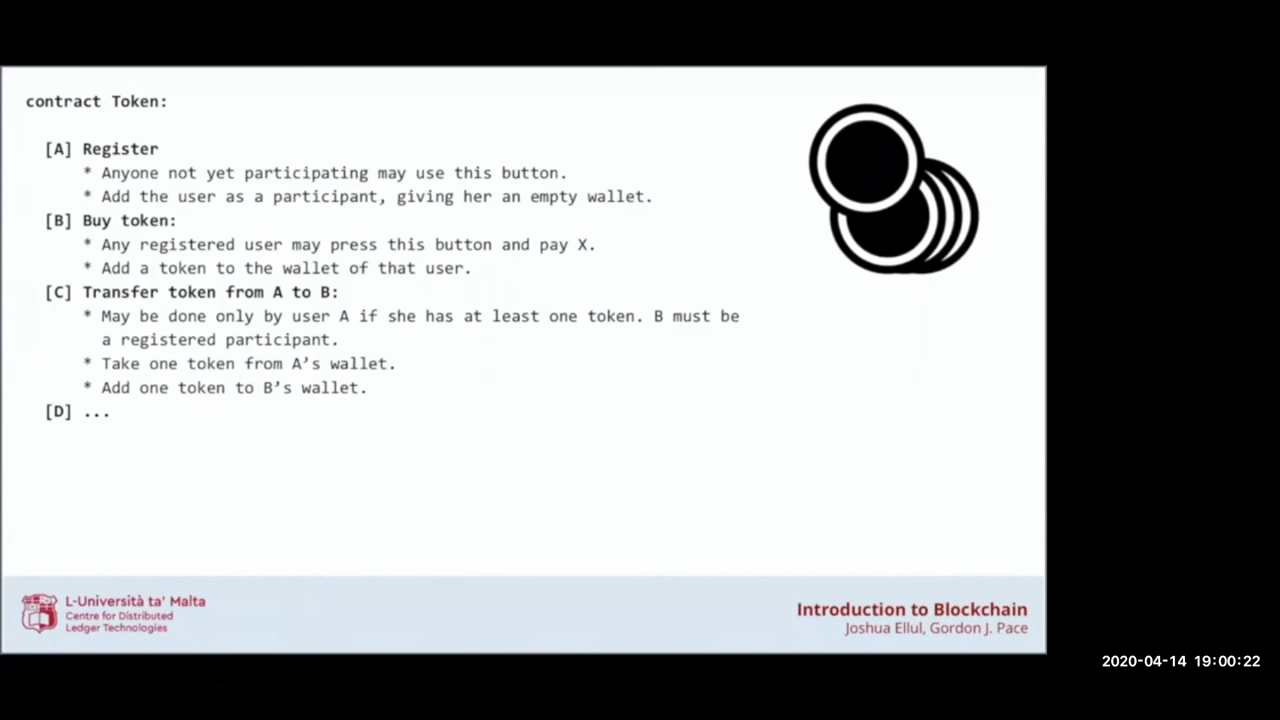 contract Token:
[A] Register
* Anyone not yet participating may use this button.
* Add the user as a participant, giving her an empty wallet.
[B] Buy token:
* Any registered user may press this button and pay X.
* Add a token to the wallet of that user.
[C] Transfer token from A to B:
* May be done only by user A if she has at least one token. B must be
a registered participant.
* Take one token from A’s wallet.
* Add one token to B’s wallet.
[D] ...
L-Università ta' Malta
Centre for Distributed
Ledger Technologies
Introduction to Blockchain
Joshua Ellul, Gordon J. Pace
2020-04-14 19:00:22